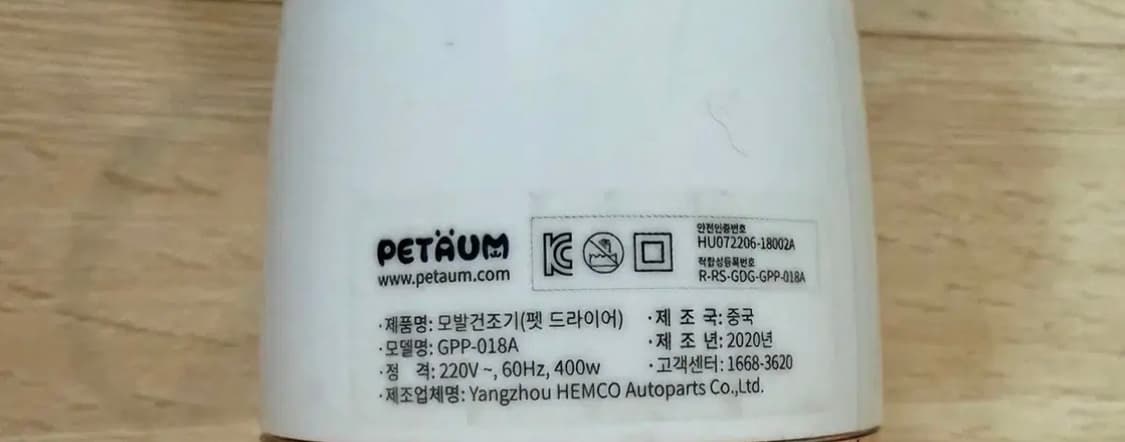 PETAUM
www.petaum.com
안전인증번호
HU072206-18002A
적합성등록번호
R-RS-GDG-GPP-018A
·제품명: 모발건조기(펫 드라이어)
·모델명: GPP-018A
·정 격: 220V ~, 60Hz, 400w
·제 조 국: 중국
·제 조 년: 2020년
·고객센터: 1668-3620
·제조업체명: Yangzhou HEMCO Autoparts Co.,Ltd.